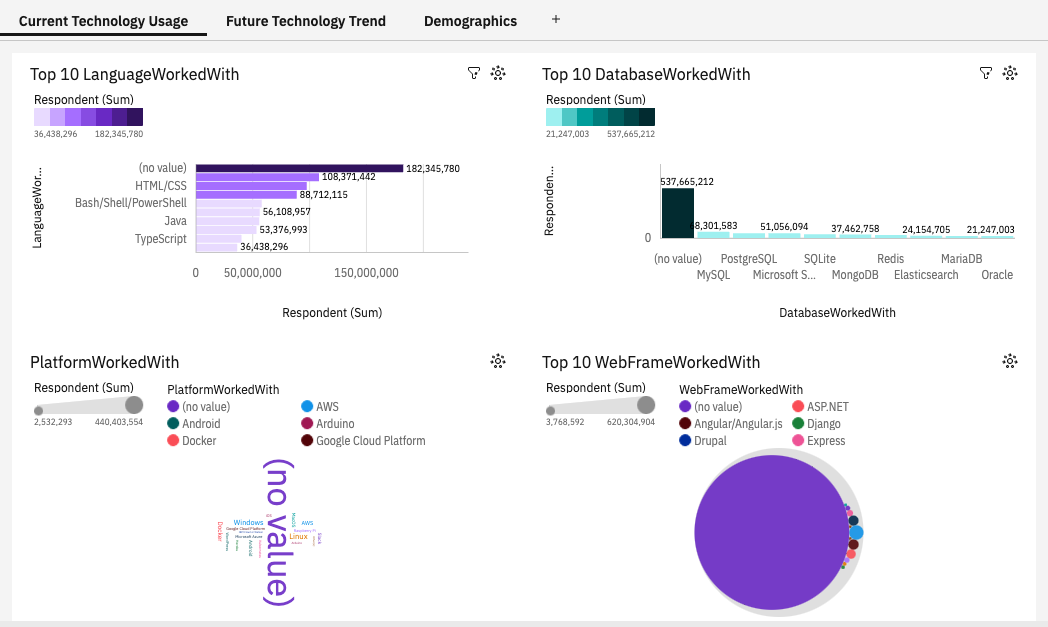 Current Technology Usage Future Technology Trend Demographics +
Top 10 LanguageWorkedWith
Respondent (Sum)
36,438,296 182,345,780
LanguageWor...
(no value) 182,345,780
108,371,442
HTML/CSS
88,712,115
Bash/Shell/PowerShell
56,108,957
Java
53,376,993
TypeScript
36,438,296
0 50,000,000 150,000,000
Respondent (Sum)
Top 10 DatabaseWorkedWith
Respondent (Sum)
21,247,003 537,665,212
Responden...
537,665,212
68,301,583 51,056,094 37,462,758 24,154,705 21,247,003
0
(no value) PostgreSQL SQLite Redis MariaDB
MySQL Microsoft S... MongoDB Elasticsearch Oracle
DatabaseWorkedWith
PlatformWorkedWith
Respondent (Sum)
2,532,293 440,403,554
PlatformWorkedWith
(no value) AWS
Android Arduino
Docker Google Cloud Platform
(no value)
Windows
Google Cloud Platform
Microsoft Azure
Docker
Android
MacOS
AWS
Raspberry Pi
Linux
Slack
Top 10 WebFrameWorkedWith
Respondent (Sum)
3,768,592 620,304,904
WebFrameWorkedWith
(no value) ASP.NET
Angular/Angular.js Django
Drupal Express